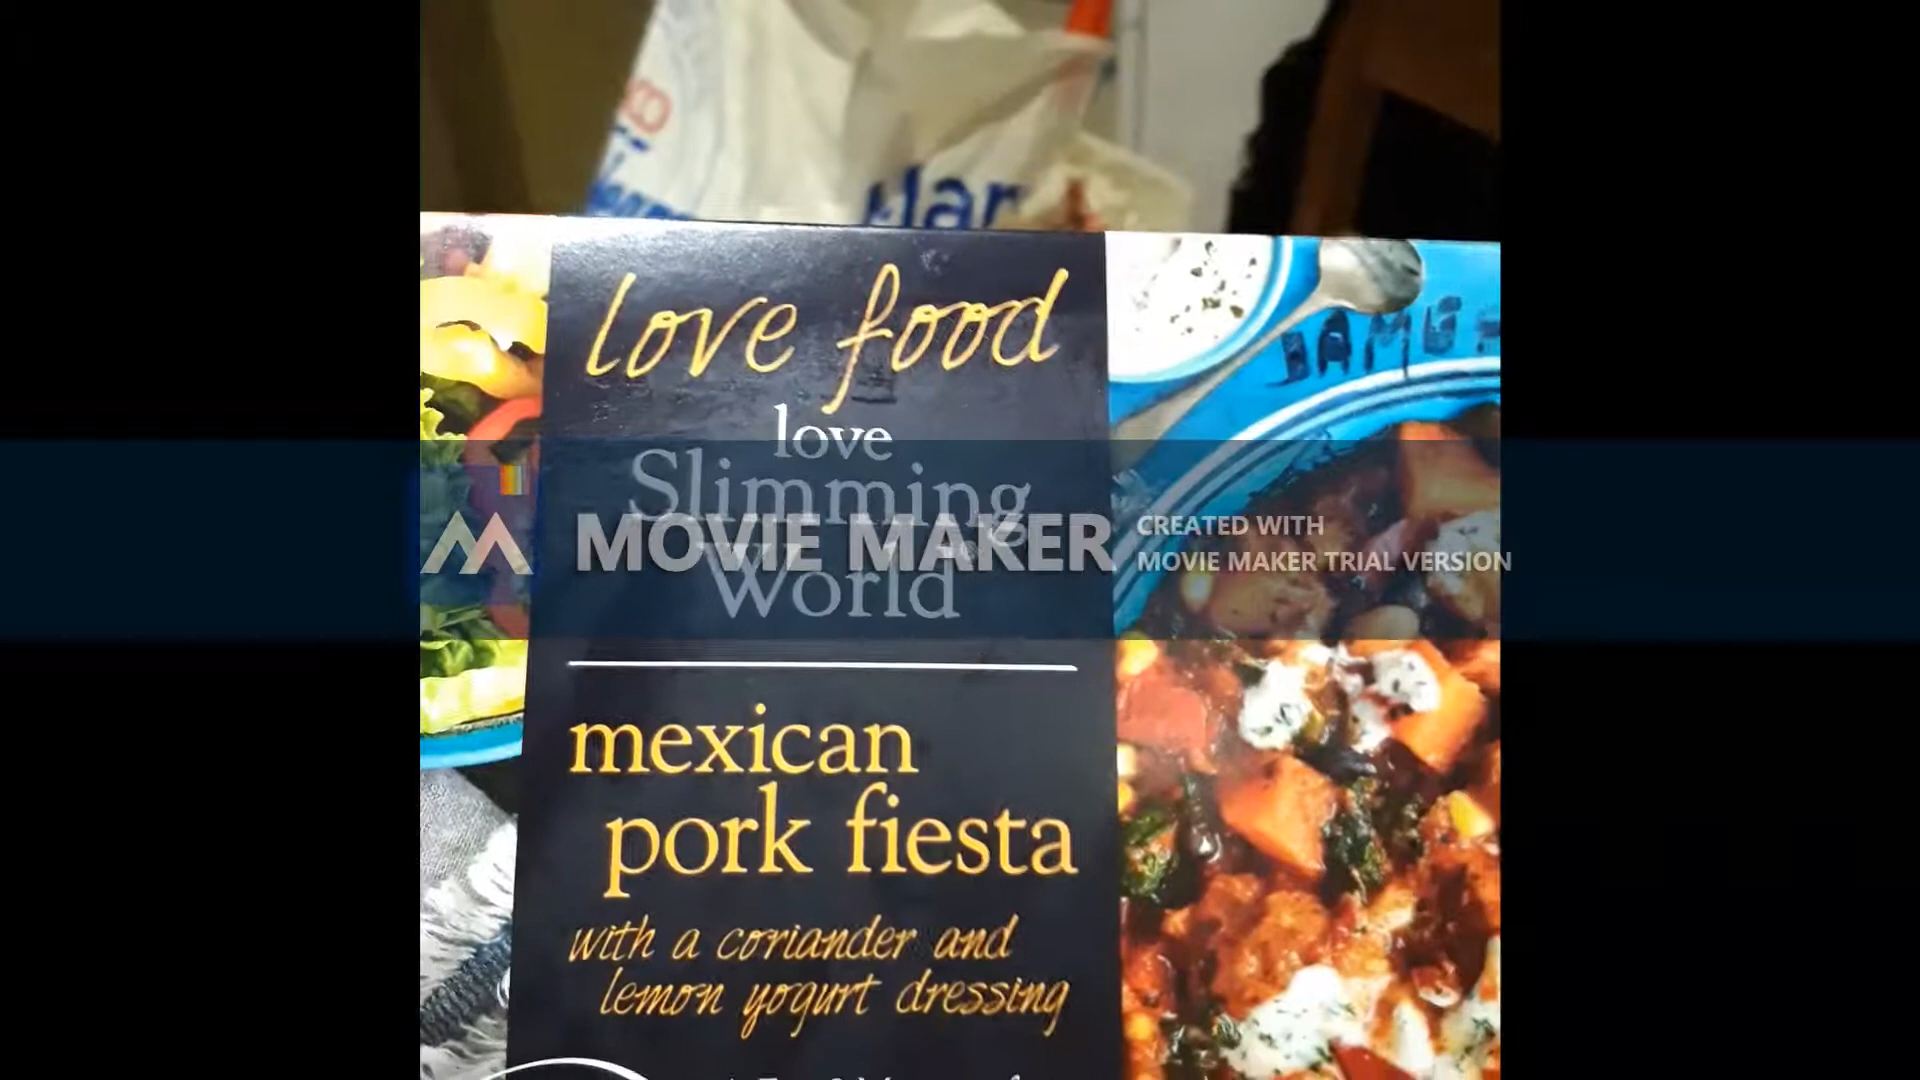 love food
love
Slimming
World
MOVIE MAKER
CREATED WITH
MOVIE MAKER TRIAL VERSION
mexican
pork fiesta
with a coriander and
lemon yogurt dressing